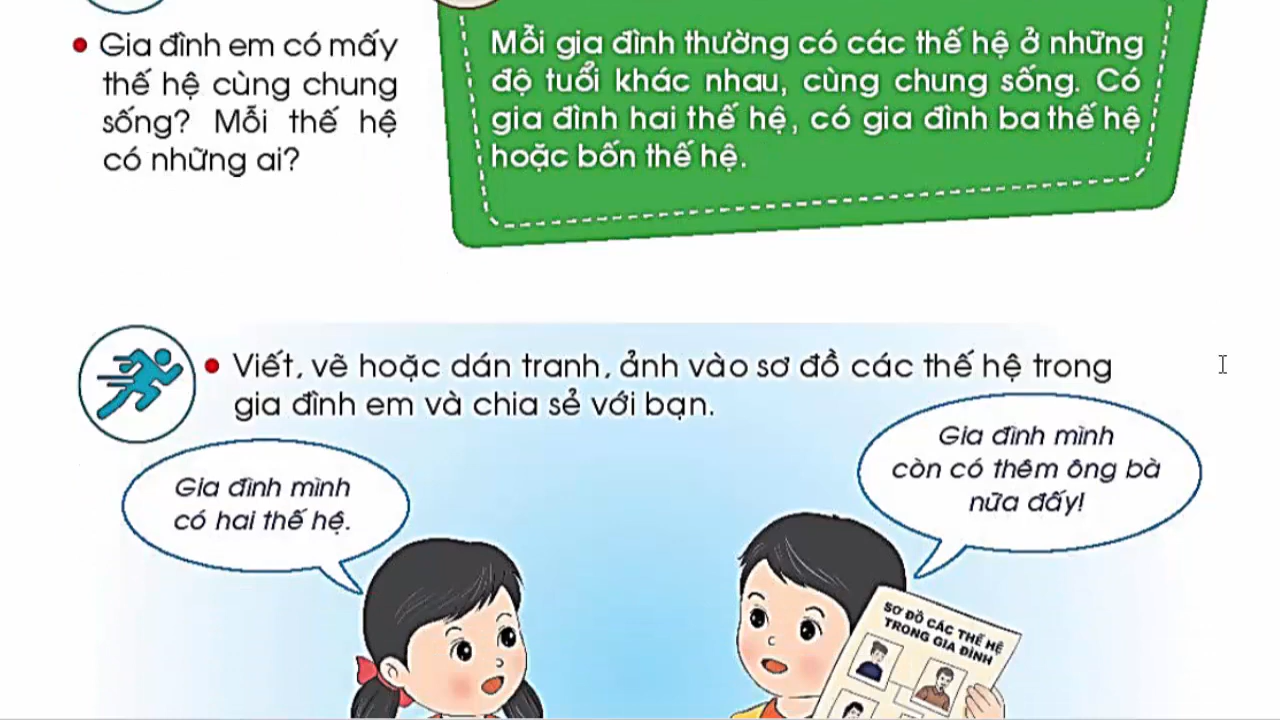 Gia đình em có mấy
thế hệ cùng chung
sống? Mỗi thế hệ
có những ai?
Mỗi gia đình thường có các thế hệ ở những
độ tuổi khác nhau, cùng chung sống. Có
gia đình hai thế hệ, có gia đình ba thế hệ
hoặc bốn thế hệ.
Viết, vẽ hoặc dán tranh, ảnh vào sơ đồ các thế hệ trong
gia đình em và chia sẻ với bạn.
Gia đình mình
có hai thế hệ.
Gia đình mình
còn có thêm ông bà
nữa đấy!
SƠ ĐỒ CÁC THẾ HỆ
TRONG GIA ĐÌNH